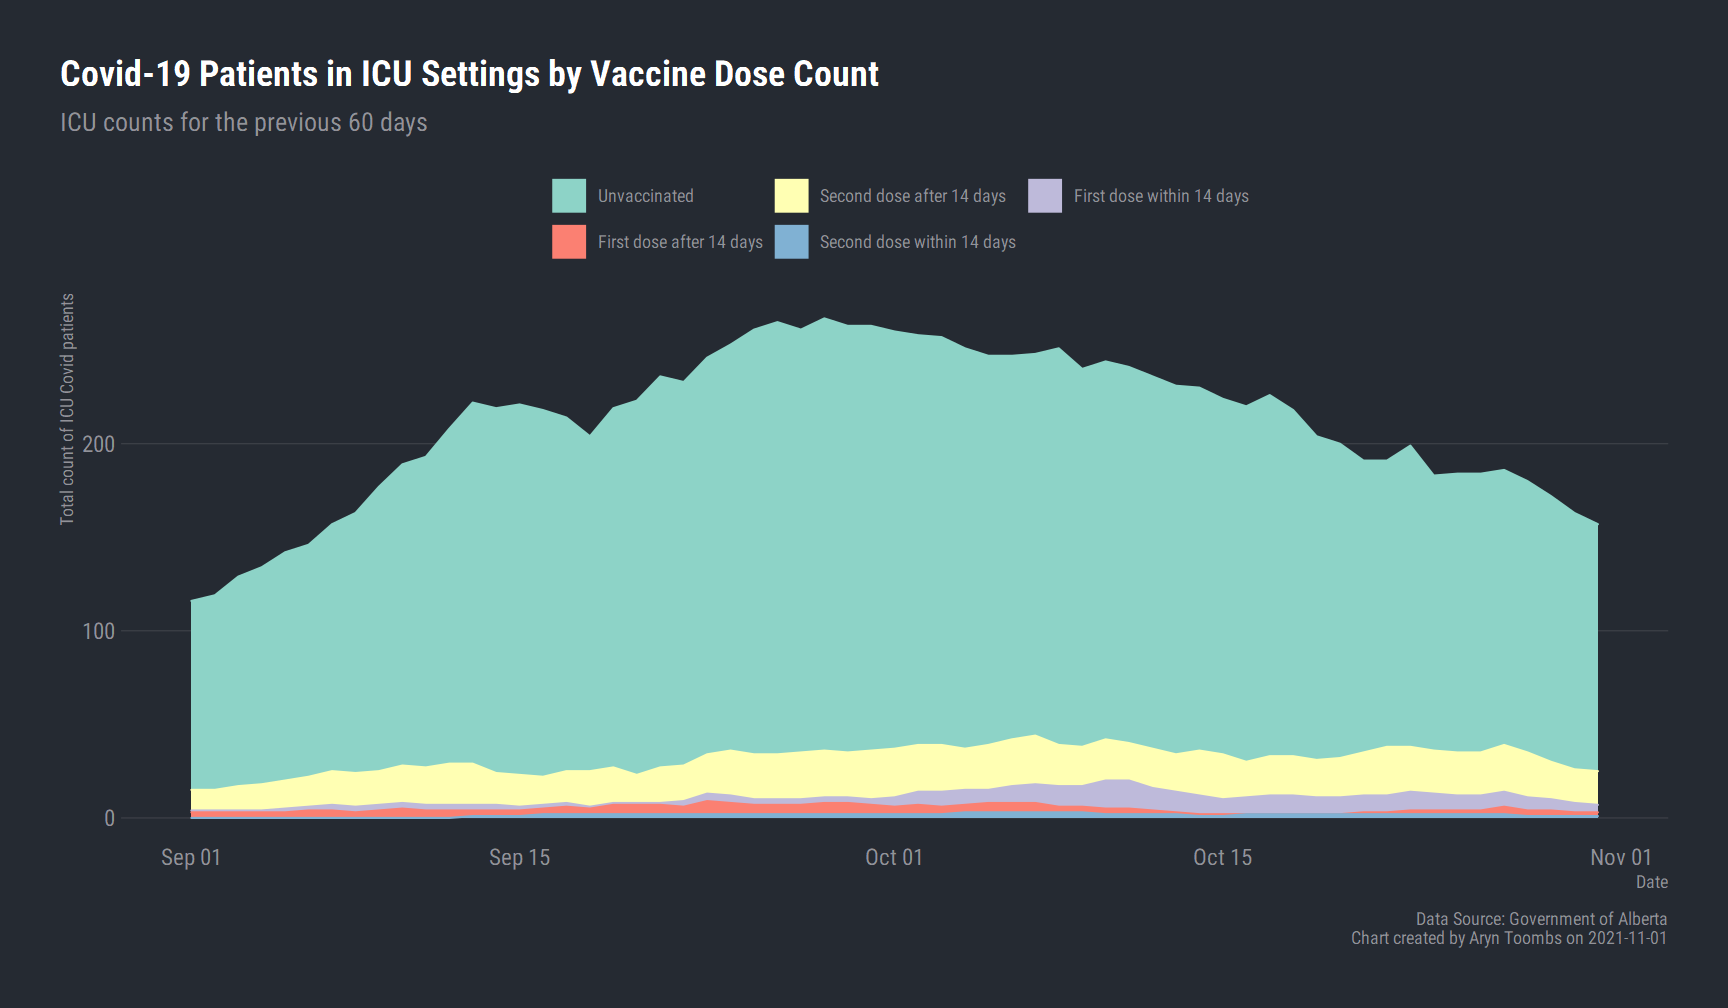 Covid-19 Patients in ICU Settings by Vaccine Dose Count
ICU counts for the previous 60 days
Unvaccinated
Second dose after 14 days
First dose within 14 days
First dose after 14 days
Second dose within 14 days
Total count of ICU Covid patients
200
100
0
Sep 01
Sep 15
Oct 01
Oct 15
Nov 01
Date
Data Source: Government of Alberta
Chart created by Aryn Toombs on 2021-11-01